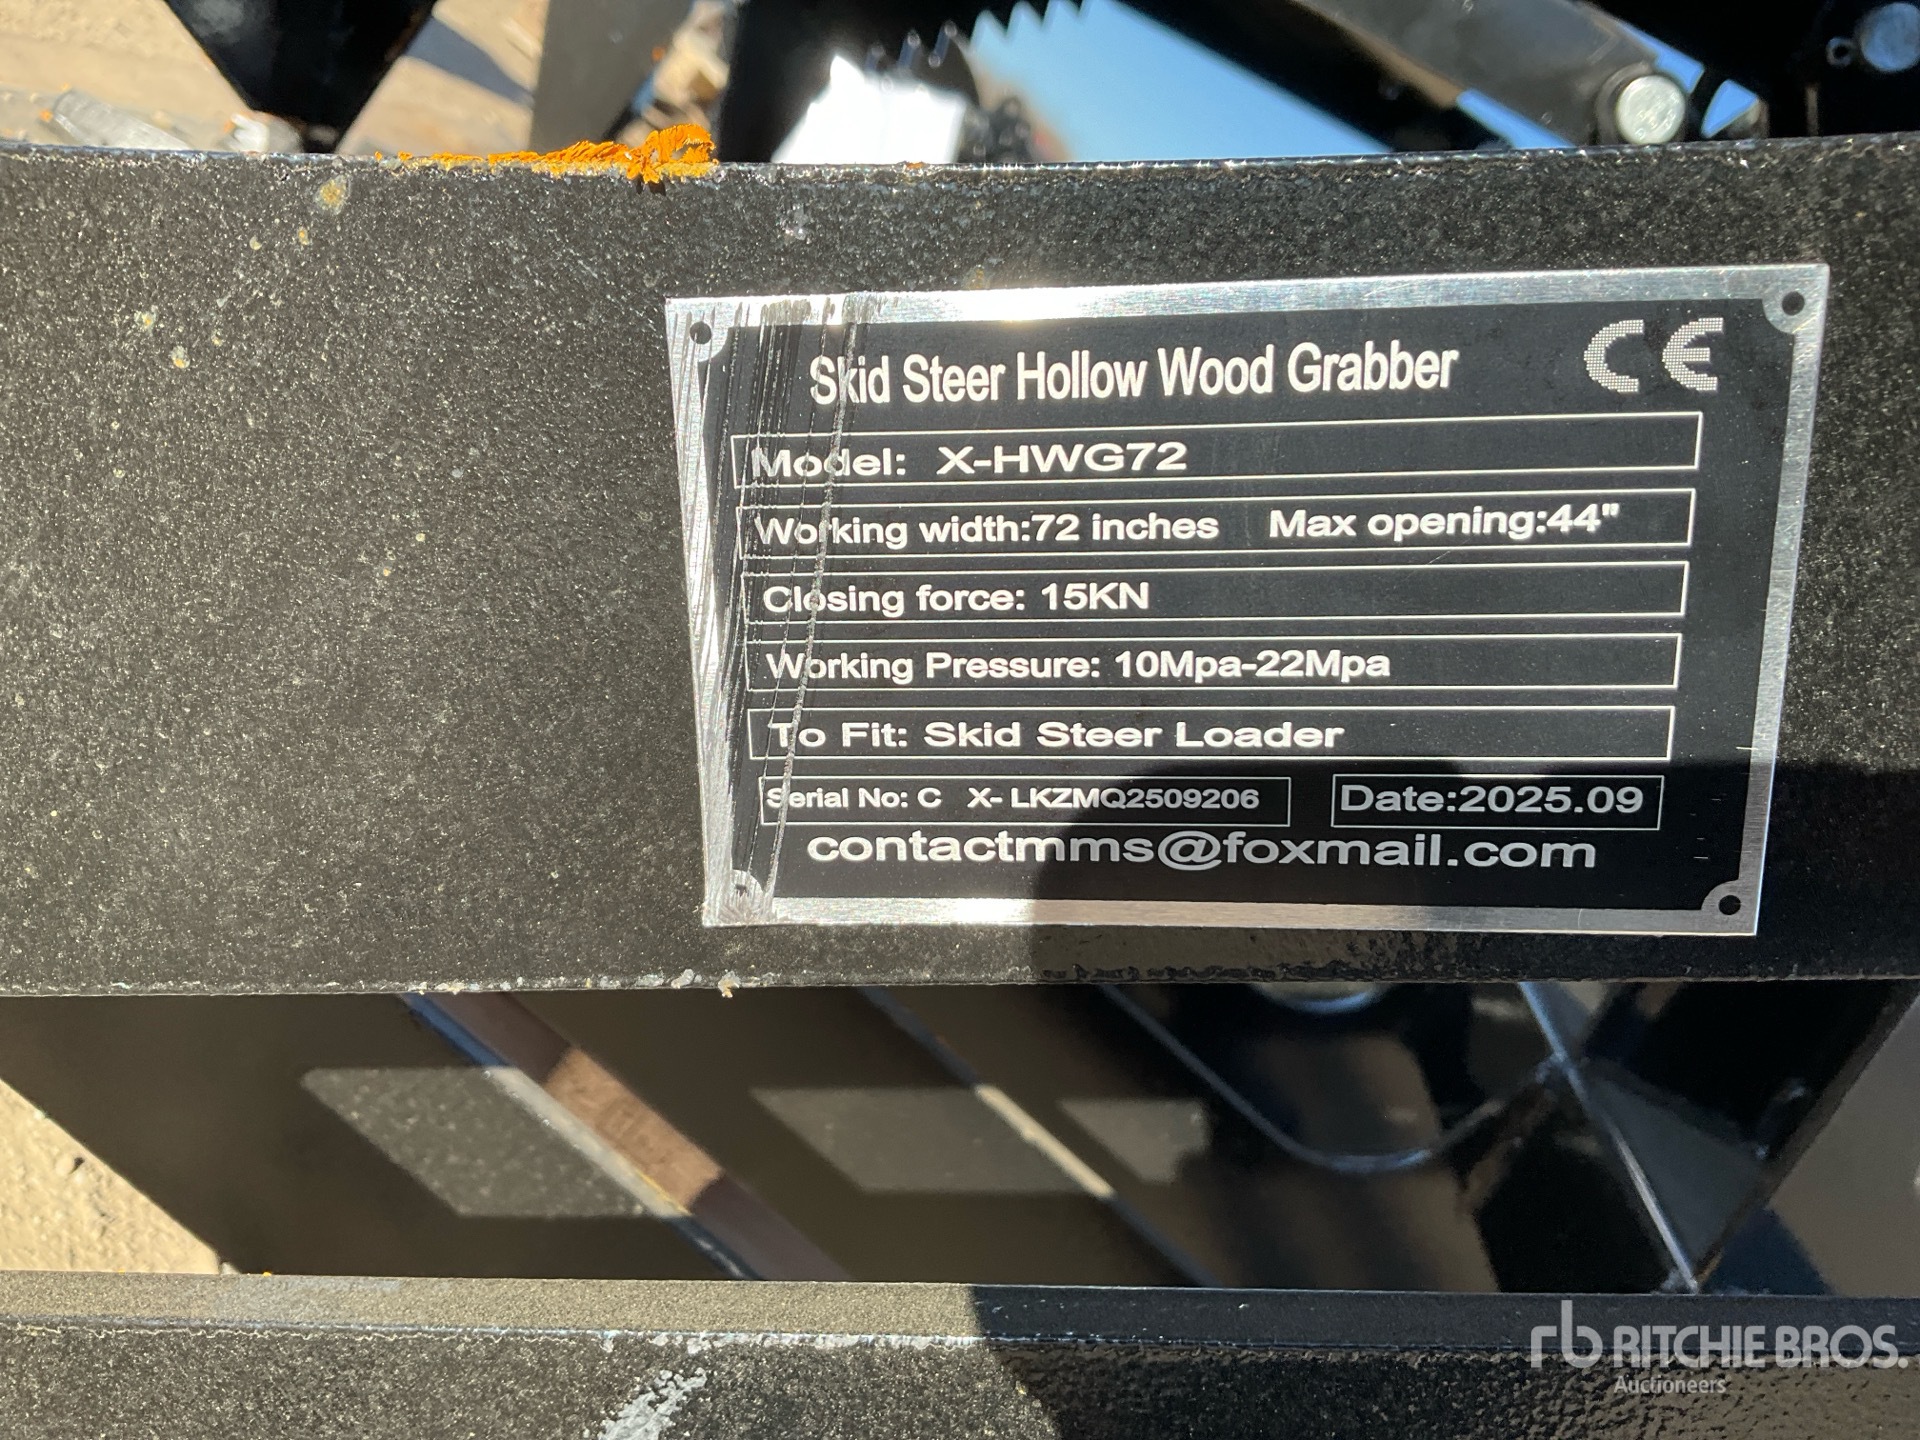 Skid Steer Hollow Wood Grabber CE
Model: X-HWG72
Working width:72 inches Max opening:44"
Closing force: 15KN
Working Pressure: 10Mpa-22Mpa
To Fit: Skid Steer Loader
Serial No: C X- LKZMQ2509206 Date:2025.09
contactmms@foxmail.com
rb RITCHIE BROS.
Auctioneers